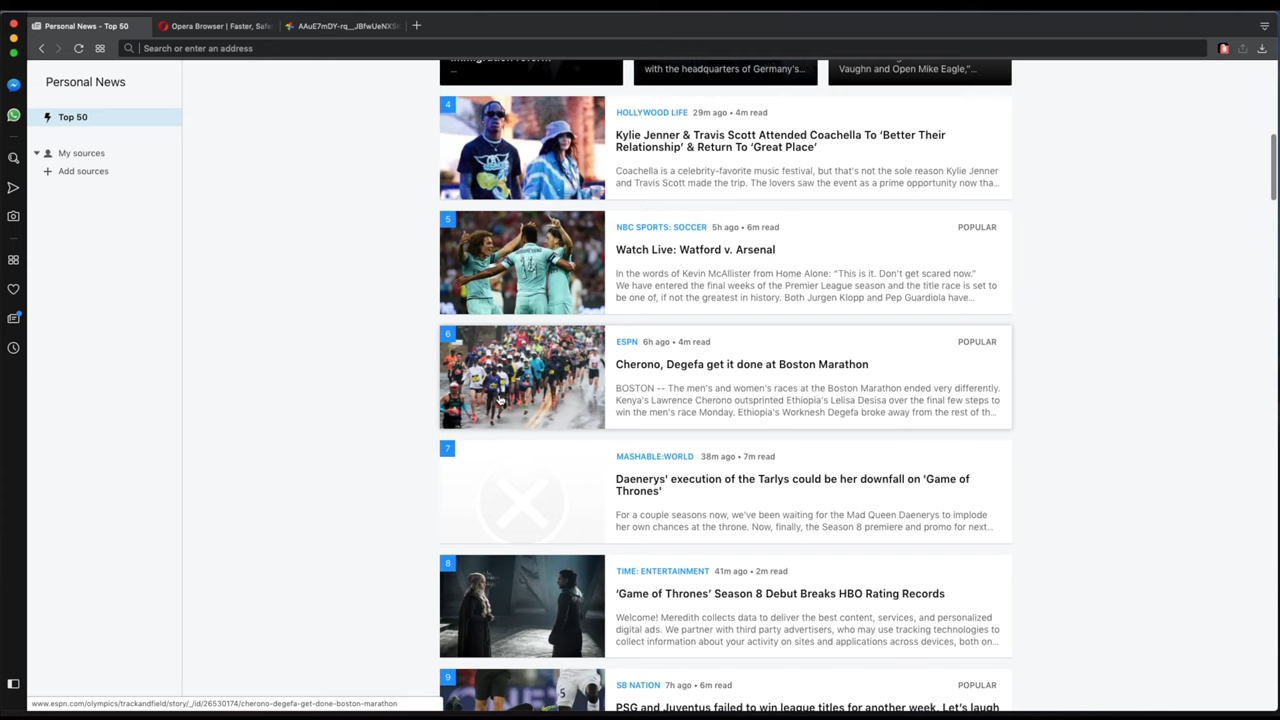 Personal News - Top 50
Opera Browser | Faster, Safe
AAuE7mDY-rq__JBfwUeNXS
Search or enter an address
Personal News
Top 50
My sources
Add sources
...
with the headquarters of Germany's...
Vaughn and Open Mike Eagle,"...
4
HOLLYWOOD LIFE 29m ago • 4m read
Kylie Jenner & Travis Scott Attended Coachella To ‘Better Their
Relationship’ & Return To ‘Great Place’
Coachella is a celebrity-favorite music festival, but that's not the sole reason Kylie Jenner
and Travis Scott made the trip. The lovers saw the event as a prime opportunity now tha...
5
NBC SPORTS: SOCCER 5h ago • 6m read
POPULAR
Watch Live: Watford v. Arsenal
In the words of Kevin McAllister from Home Alone: “This is it. Don't get scared now.”
We have entered the final weeks of the Premier League season and the title race is set to
be one of, if not the greatest in history. Both Jurgen Klopp and Pep Guardiola have...
6
ESPN 6h ago • 4m read
POPULAR
Cherono, Degefa get it done at Boston Marathon
BOSTON -- The men's and women's races at the Boston Marathon ended very differently.
Kenya's Lawrence Cherono outsprinted Ethiopia's Lelisa Desisa over the final few steps to
win the men's race Monday. Ethiopia's Worknesh Degefa broke away from the rest of th...
7
MASHABLE:WORLD 38m ago • 7m read
Daenerys' execution of the Tarlys could be her downfall on 'Game of
Thrones'
For a couple seasons now, we've been waiting for the Mad Queen Daenerys to implode
her own chances at the throne. Now, finally, the Season 8 premiere and promo for next...
8
TIME: ENTERTAINMENT 41m ago • 2m read
‘Game of Thrones’ Season 8 Debut Breaks HBO Rating Records
Welcome! Meredith collects data to deliver the best content, services, and personalized
digital ads. We partner with third party advertisers, who may use tracking technologies to
collect information about your activity on sites and applications across devices, both on...
9
SB NATION 7h ago • 6m read
POPULAR
PSG and Juventus failed to win league titles for another week. Let's laugh
www.espn.com/olympics/trackandfield/story/_/id/26530174/cherono-degefa-get-done-boston-marathon